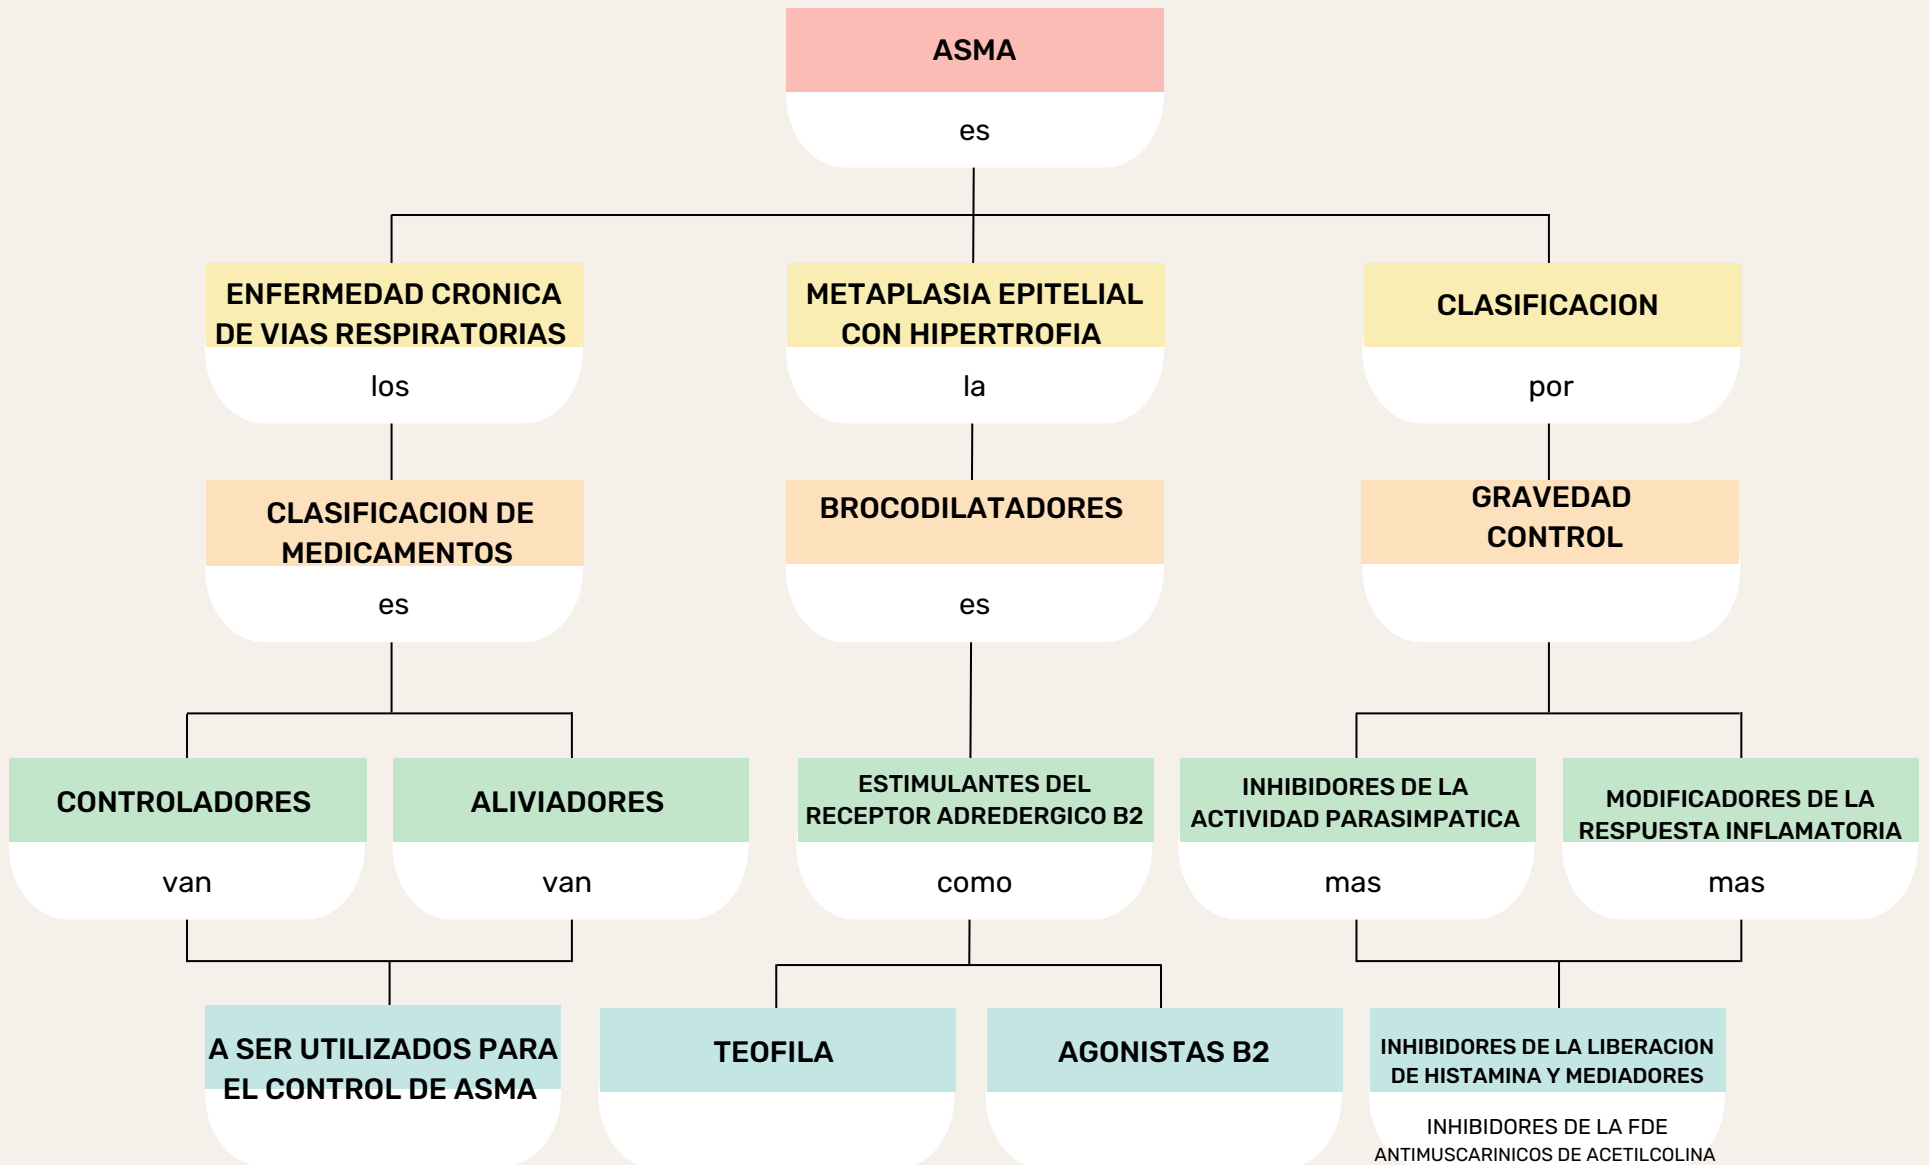 ASMA
es
ENFERMEDAD CRONICA
DE VIAS RESPIRATORIAS
los
METAPLASIA EPITELIAL
CON HIPERTROFIA
la
CLASIFICACION
por
CLASIFICACION DE
MEDICAMENTOS
es
BROCODILATADORES
es
GRAVEDAD
CONTROL
CONTROLADORES
van
ALIVIADORES
van
ESTIMULANTES DEL
RECEPTOR ADREDERGICO B2
como
INHIBIDORES DE LA
ACTIVIDAD PARASIMPATICA
mas
MODIFICADORES DE LA
RESPUESTA INFLAMATORIA
mas
A SER UTILIZADOS PARA
EL CONTROL DE ASMA
TEOFILA
AGONISTAS B2
INHIBIDORES DE LA LIBERACION
DE HISTAMINA Y MEDIADORES
INHIBIDORES DE LA FDE
ANTIMUSCARINICOS DE ACETILCOLINA